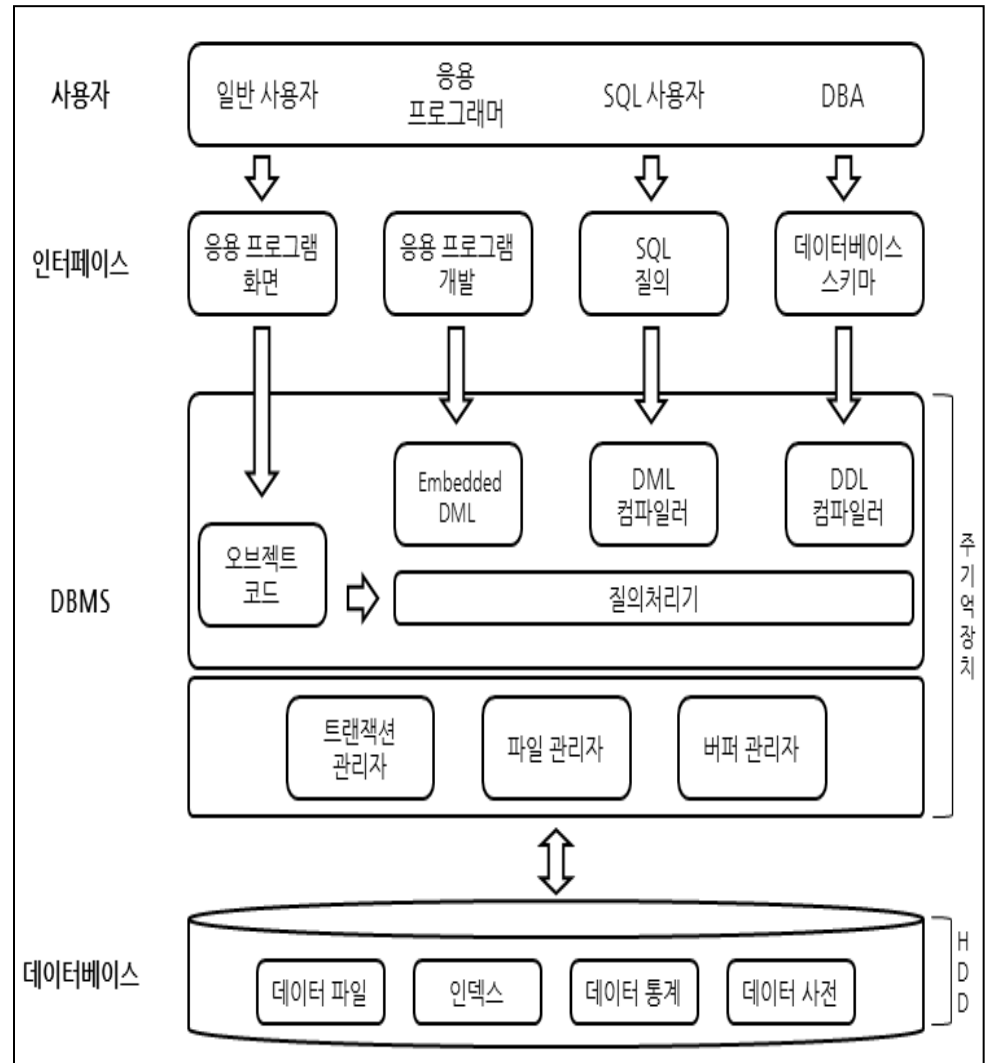 사용자
일반 사용자
응용
프로그래머
SQL 사용자
DBA
인터페이스
응용 프로그램
화면
응용 프로그램
개발
SQL
질의
데이터베이스
스키마
DBMS
오브젝트
코드
Embedded
DML
DML
컴파일러
DDL
컴파일러
질의처리기
트랜잭션
관리자
파일 관리자
버퍼 관리자
주
기
억
장
치
데이터베이스
데이터 파일
인덱스
데이터 통계
데이터 사전
H
D
D